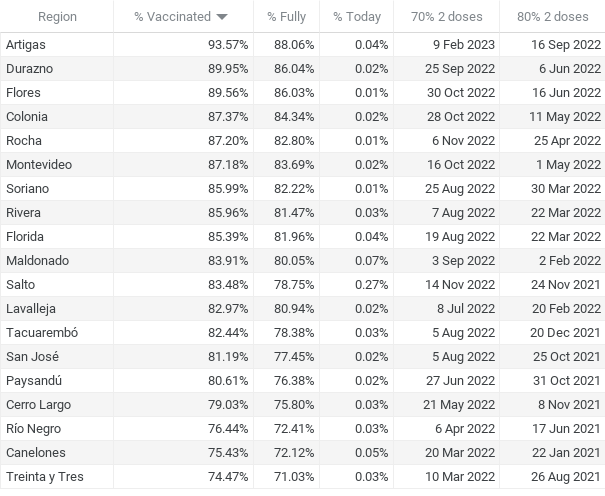 Region % Vaccinated % Fully % Today 70% 2 doses 80% 2 doses
Artigas 93.57% 88.06% 0.04% 9 Feb 2023 16 Sep 2022
Durazno 89.95% 86.04% 0.02% 25 Sep 2022 6 Jun 2022
Flores 89.56% 86.03% 0.01% 30 Oct 2022 16 Jun 2022
Colonia 87.37% 84.34% 0.02% 28 Oct 2022 11 May 2022
Rocha 87.20% 82.80% 0.01% 6 Nov 2022 25 Apr 2022
Montevideo 87.18% 83.69% 0.02% 16 Oct 2022 1 May 2022
Soriano 85.99% 82.22% 0.01% 25 Aug 2022 30 Mar 2022
Rivera 85.96% 81.47% 0.03% 7 Aug 2022 22 Mar 2022
Florida 85.39% 81.96% 0.04% 19 Aug 2022 22 Mar 2022
Maldonado 83.91% 80.05% 0.07% 3 Sep 2022 2 Feb 2022
Salto 83.48% 78.75% 0.27% 14 Nov 2022 24 Nov 2021
Lavalleja 82.97% 80.94% 0.02% 8 Jul 2022 20 Feb 2022
Tacuarembó 82.44% 78.38% 0.03% 5 Aug 2022 20 Dec 2021
San José 81.19% 77.45% 0.02% 5 Aug 2022 25 Oct 2021
Paysandú 80.61% 76.38% 0.02% 27 Jun 2022 31 Oct 2021
Cerro Largo 79.03% 75.80% 0.03% 21 May 2022 8 Nov 2021
Río Negro 76.44% 72.41% 0.03% 6 Apr 2022 17 Jun 2021
Canelones 75.43% 72.12% 0.05% 20 Mar 2022 22 Jan 2021
Treinta y Tres 74.47% 71.03% 0.03% 10 Mar 2022 26 Aug 2021